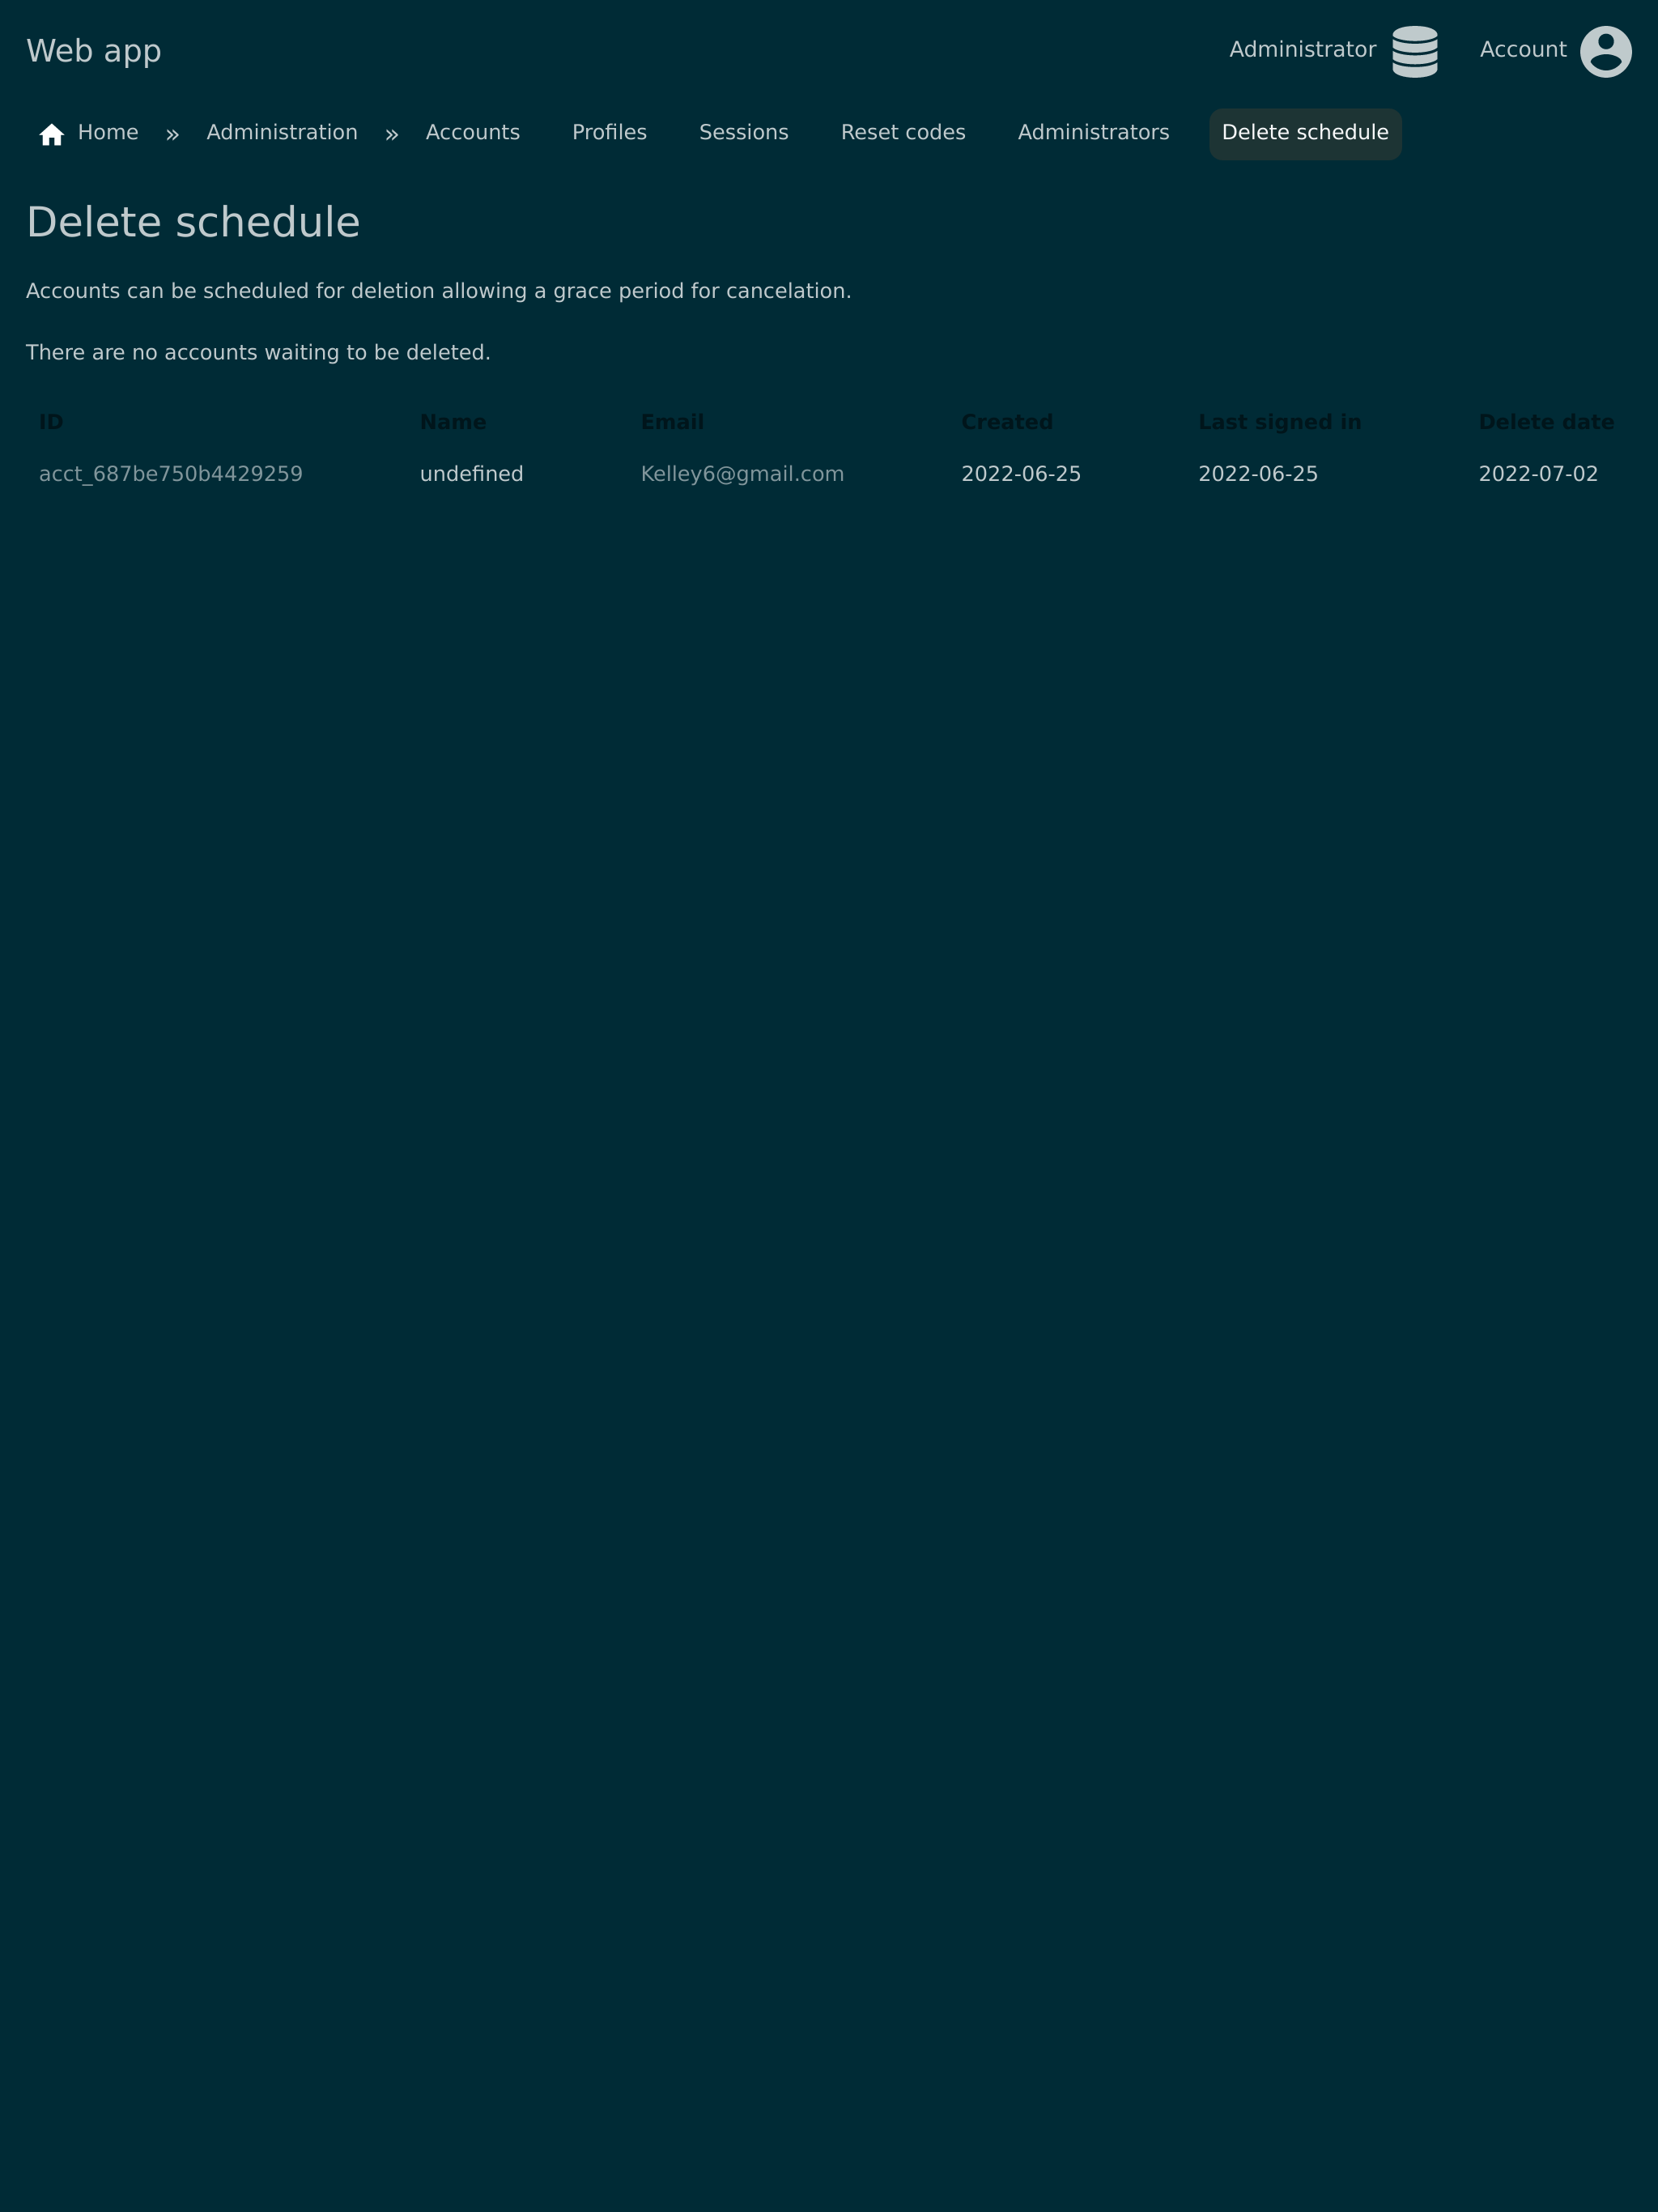 Web app Administrator Account
Home » Administration » Accounts Profiles Sessions Reset codes Administrators Delete schedule
Delete schedule
Accounts can be scheduled for deletion allowing a grace period for cancelation.
There are no accounts waiting to be deleted.
ID Name Email Created Last signed in Delete date
acct_687be750b4429259 undefined Kelley6@gmail.com 2022-06-25 2022-06-25 2022-07-02